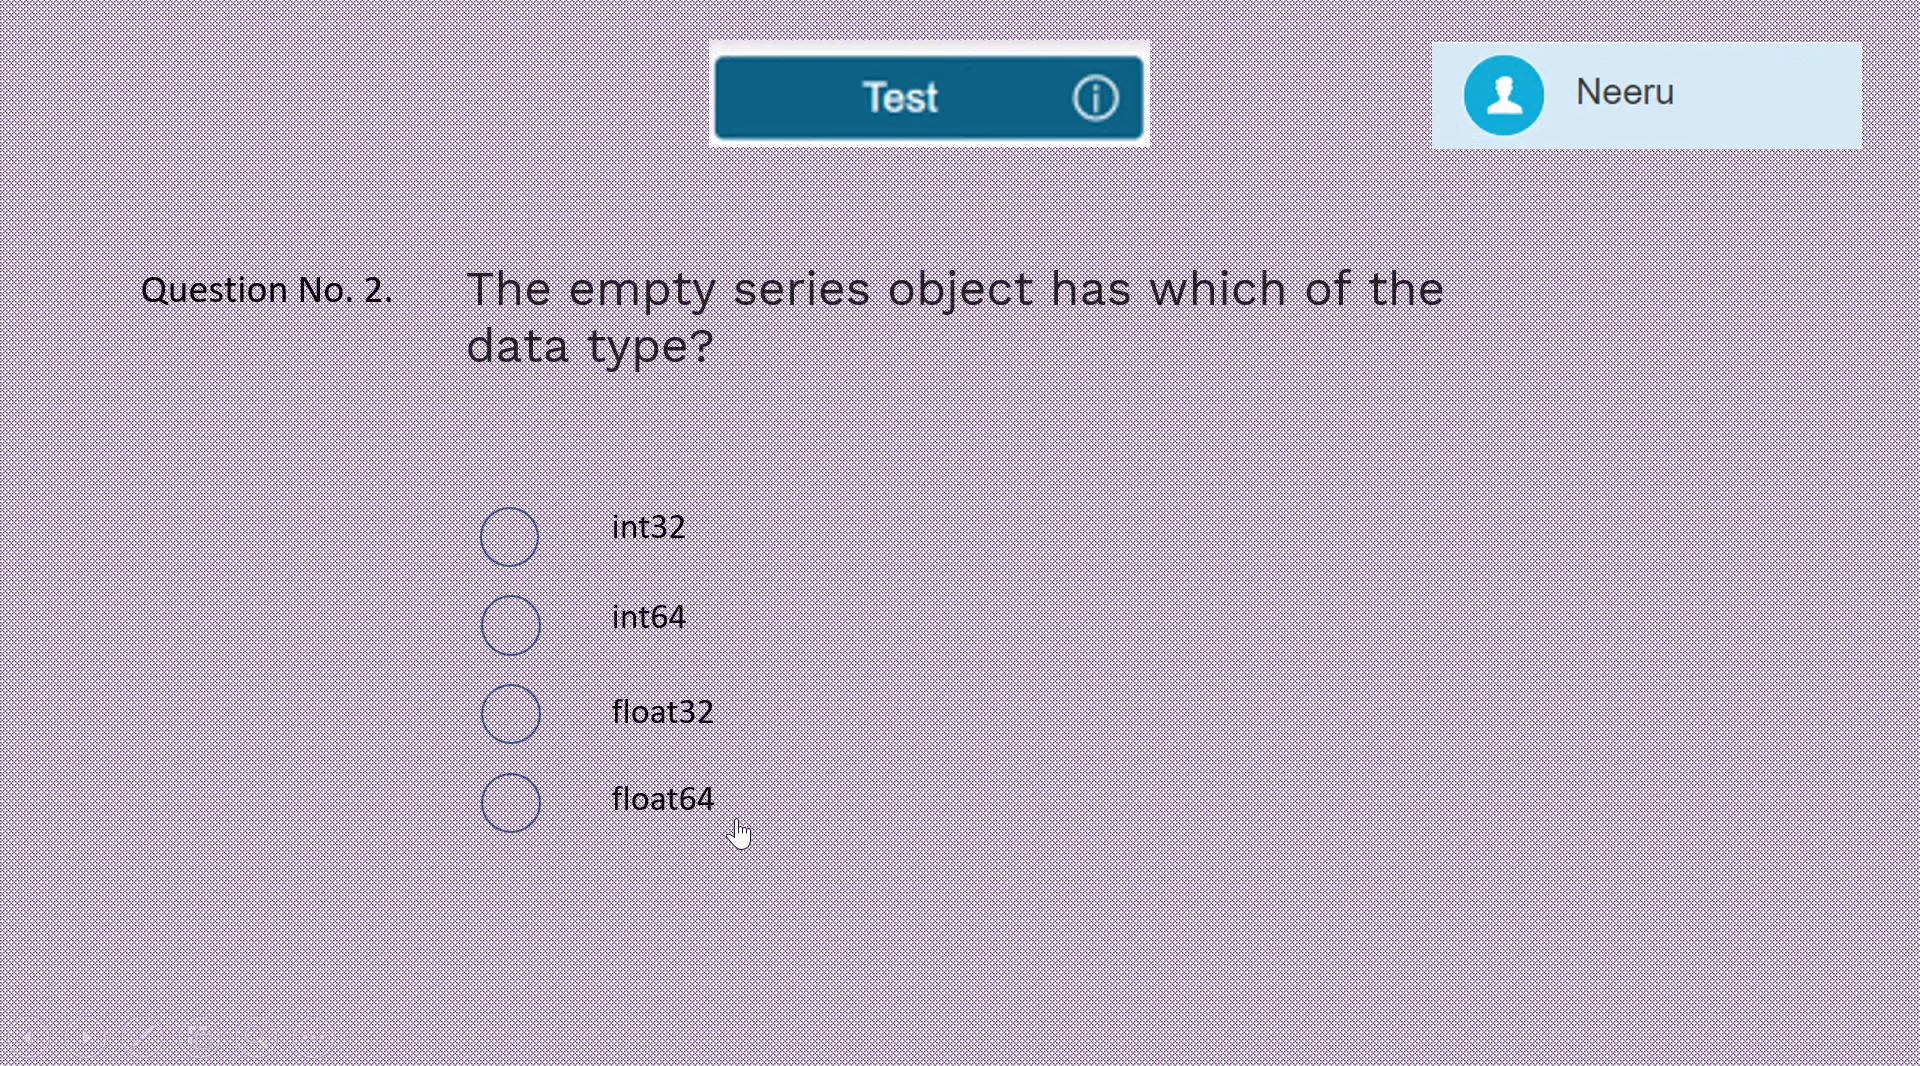 Test
Neeru
Question No. 2.
The empty series object has which of the
data type?
int32
int64
float32
float64